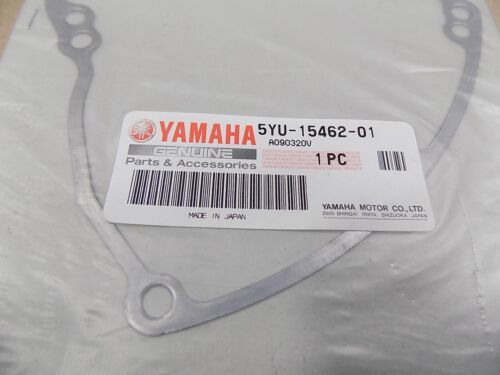 YAMAHA 5YU-15462-01
GENUINE A090320V
Parts & Accessories 1 PC
MADE IN JAPAN YAMAHA MOTOR CO., LTD.
2500 SHINGAI IWATA SHIZUOKA JAPAN